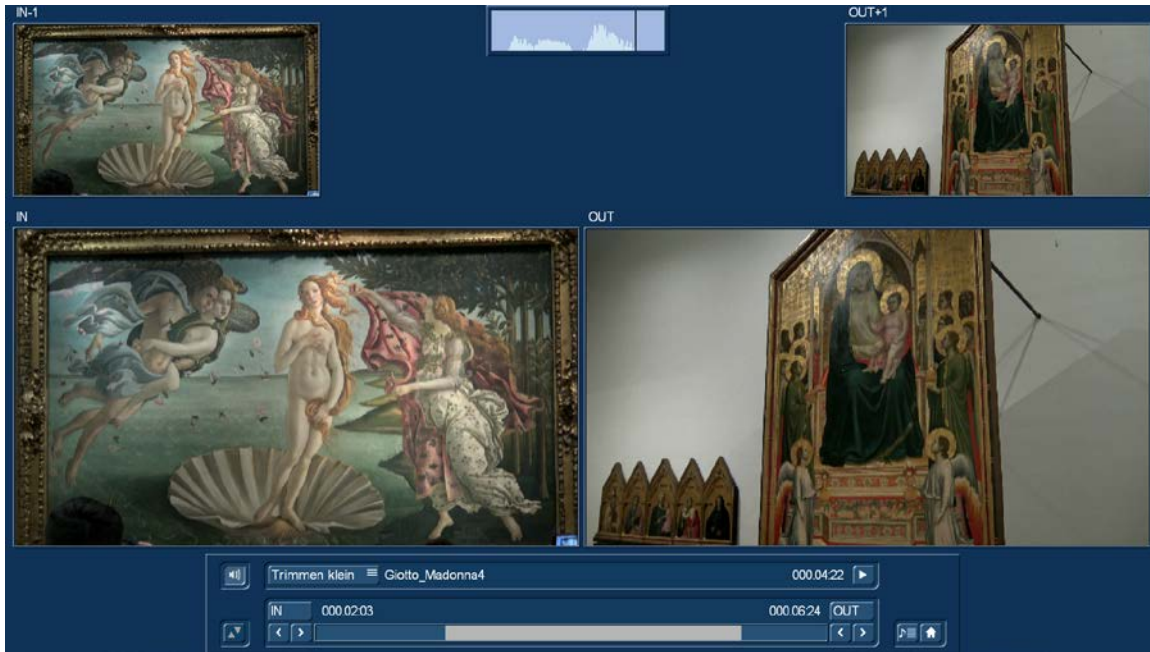 IN-1
OUT+1
IN
OUT
Trimmen klein Giotto_Madonna4 000.04:22
IN 000.02:03 000.06:24 OUT